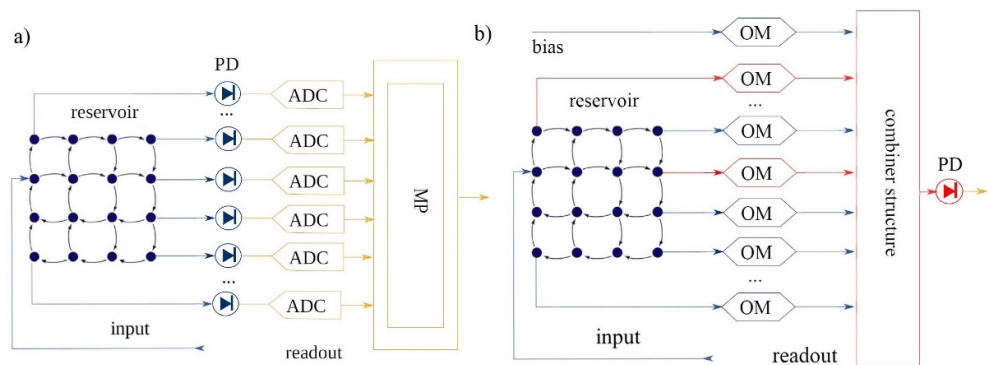 a)
PD
ADC
...
reservoir
ADC
ADC
ADC
ADC
...
ADC
MP
input
readout
b)
bias
OM
OM
...
reservoir
OM
OM
OM
OM
...
OM
combiner structure
PD
input
readout